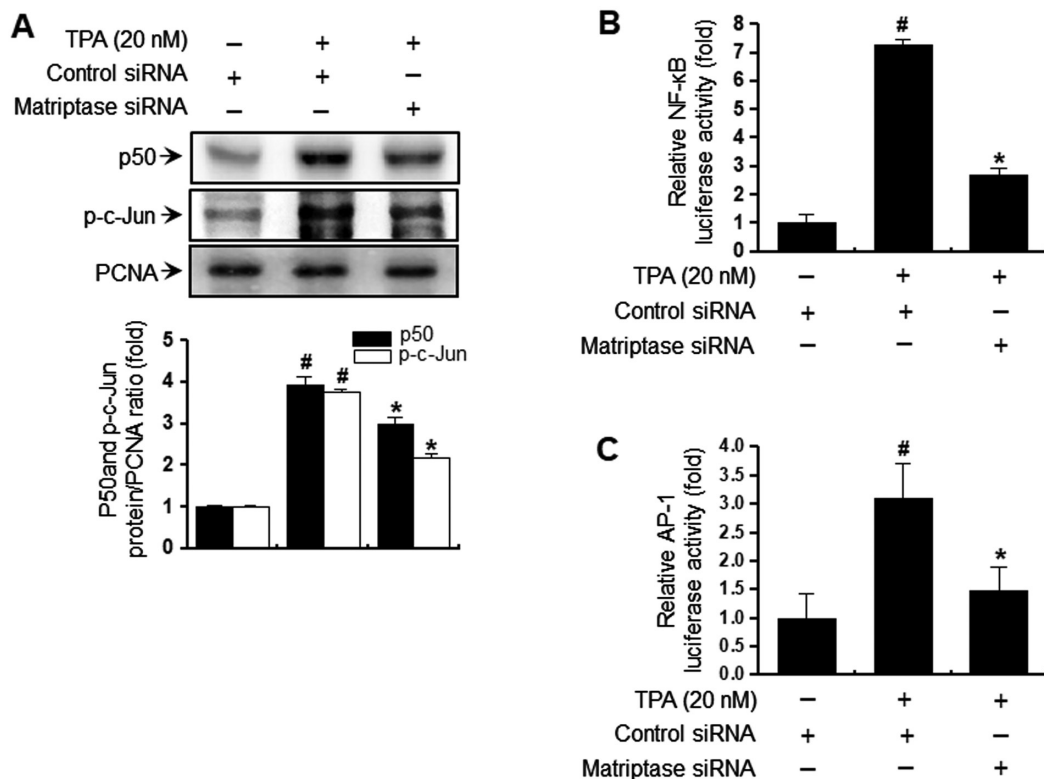 A
TPA (20 nM) – + +
Control siRNA + + –
Matriptase siRNA – – +
p50
p-c-Jun
PCNA
P50and p-c-Jun
protein/PCNA ratio (fold)
5
4
3
2
1
0
p50
p-c-Jun
# # * *
B
Relative NF-κB
luciferase activity (fold)
8
7
6
5
4
3
2
1
0
#
*
TPA (20 nM) – + +
Control siRNA + + –
Matriptase siRNA – – +
C
Relative AP-1
luciferase activity (fold)
4.0
3.5
3.0
2.5
2.0
1.5
1.0
0.5
0.0
#
*
TPA (20 nM) – + +
Control siRNA + + –
Matriptase siRNA – – +